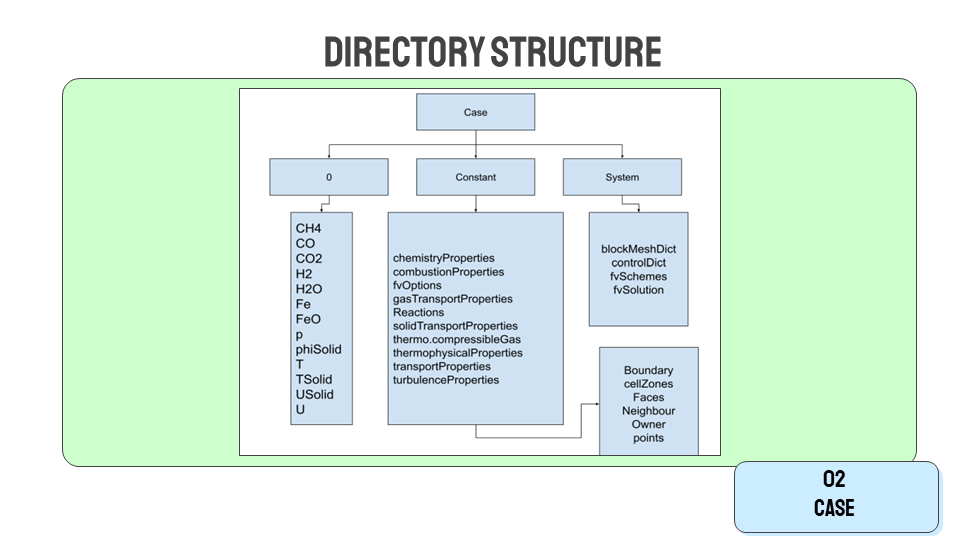 DIRECTORY STRUCTURE
Case
0
Constant
System
CH4
CO
CO2
H2
H2O
Fe
FeO
p
phiSolid
T
TSolid
USolid
U
chemistryProperties
combustionProperties
fvOptions
gasTransportProperties
Reactions
solidTransportProperties
thermo.compressibleGas
thermophysicalProperties
transportProperties
turbulenceProperties
blockMeshDict
controlDict
fvSchemes
fvSolution
Boundary
cellZones
Faces
Neighbour
Owner
points
02
CASE